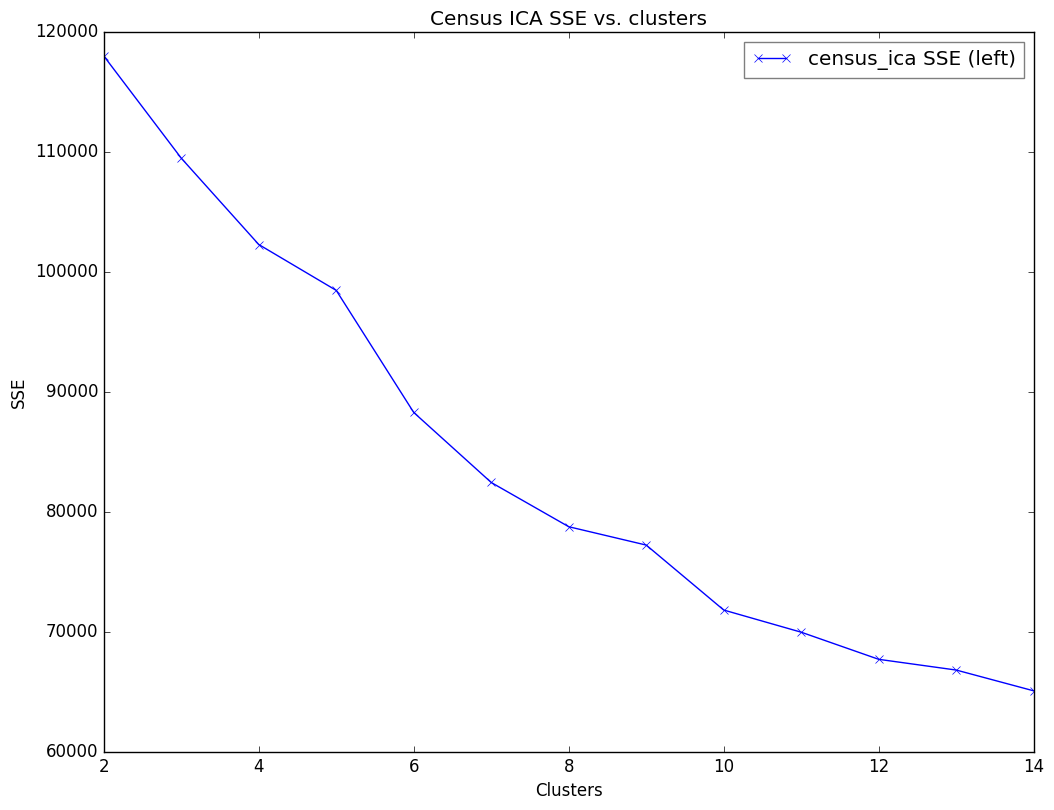 Census ICA SSE vs. clusters
census_ica SSE (left)
120000
110000
100000
90000
80000
70000
60000
SSE
2 4 6 8 10 12 14
Clusters